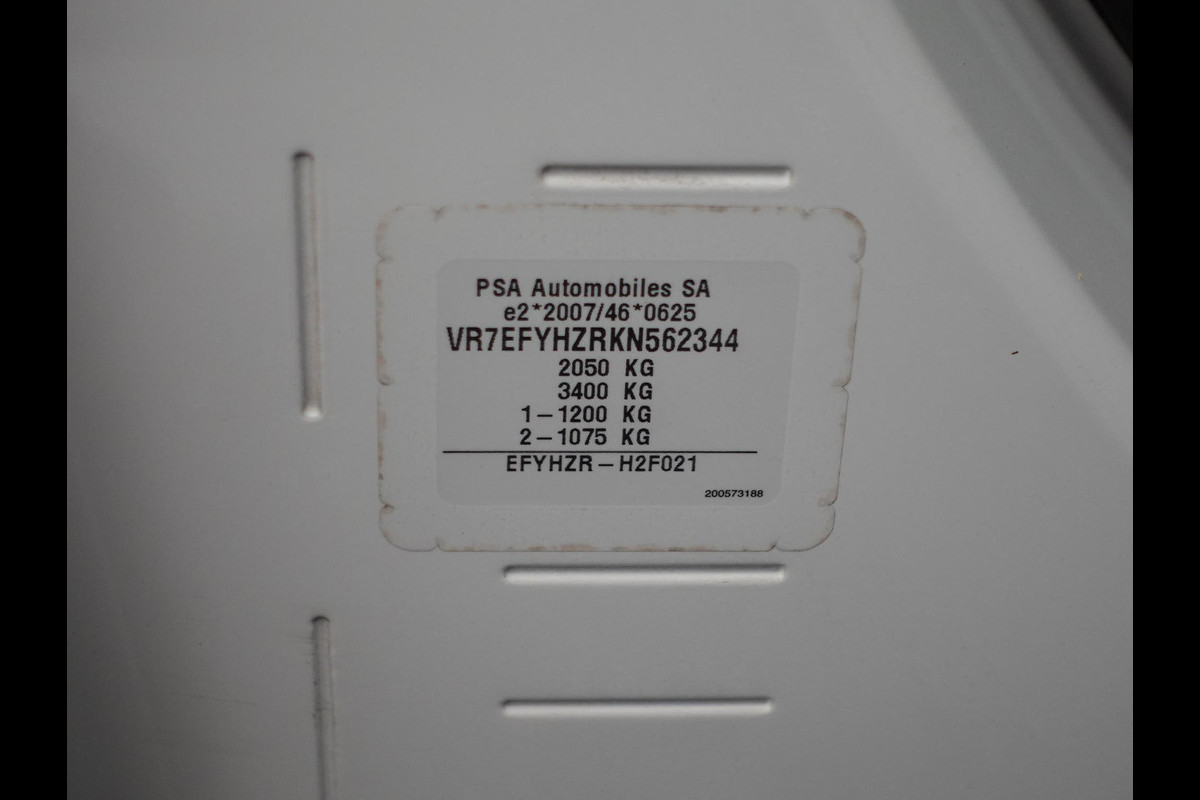 PSA Automobiles SA
e2*2007/46*0625
VR7EFYHZRKN562344
2050 KG
3400 KG
1-1200 KG
2-1075 KG
EFYHZR-H2F021
200573188